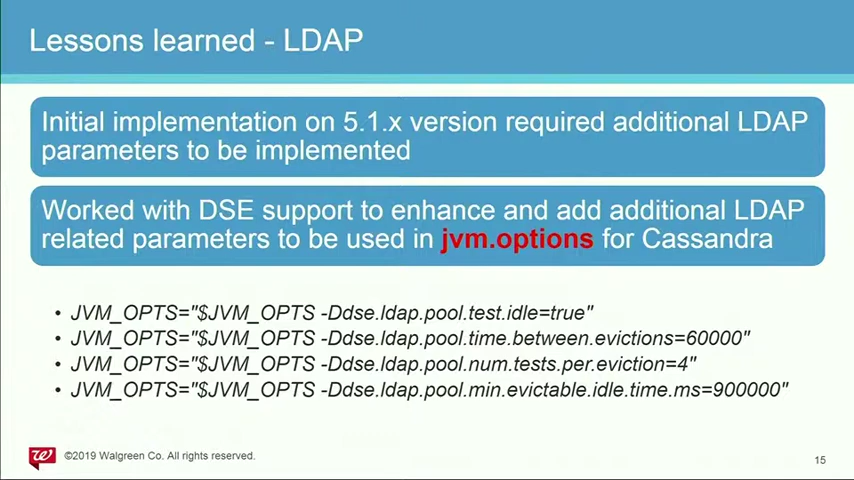 Lessons learned - LDAP
Initial implementation on 5.1.x version required additional LDAP
parameters to be implemented
Worked with DSE support to enhance and add additional LDAP
related parameters to be used in jvm.options for Cassandra
• JVM_OPTS="$JVM_OPTS -Ddse.ldap.pool.test.idle=true"
• JVM_OPTS="$JVM_OPTS -Ddse.ldap.pool.time.between.evictions=60000"
• JVM_OPTS="$JVM_OPTS -Ddse.ldap.pool.num.tests.per.eviction=4"
• JVM_OPTS="$JVM_OPTS -Ddse.ldap.pool.min.evictable.idle.time.ms=900000"
W ©2019 Walgreen Co. All rights reserved.
15